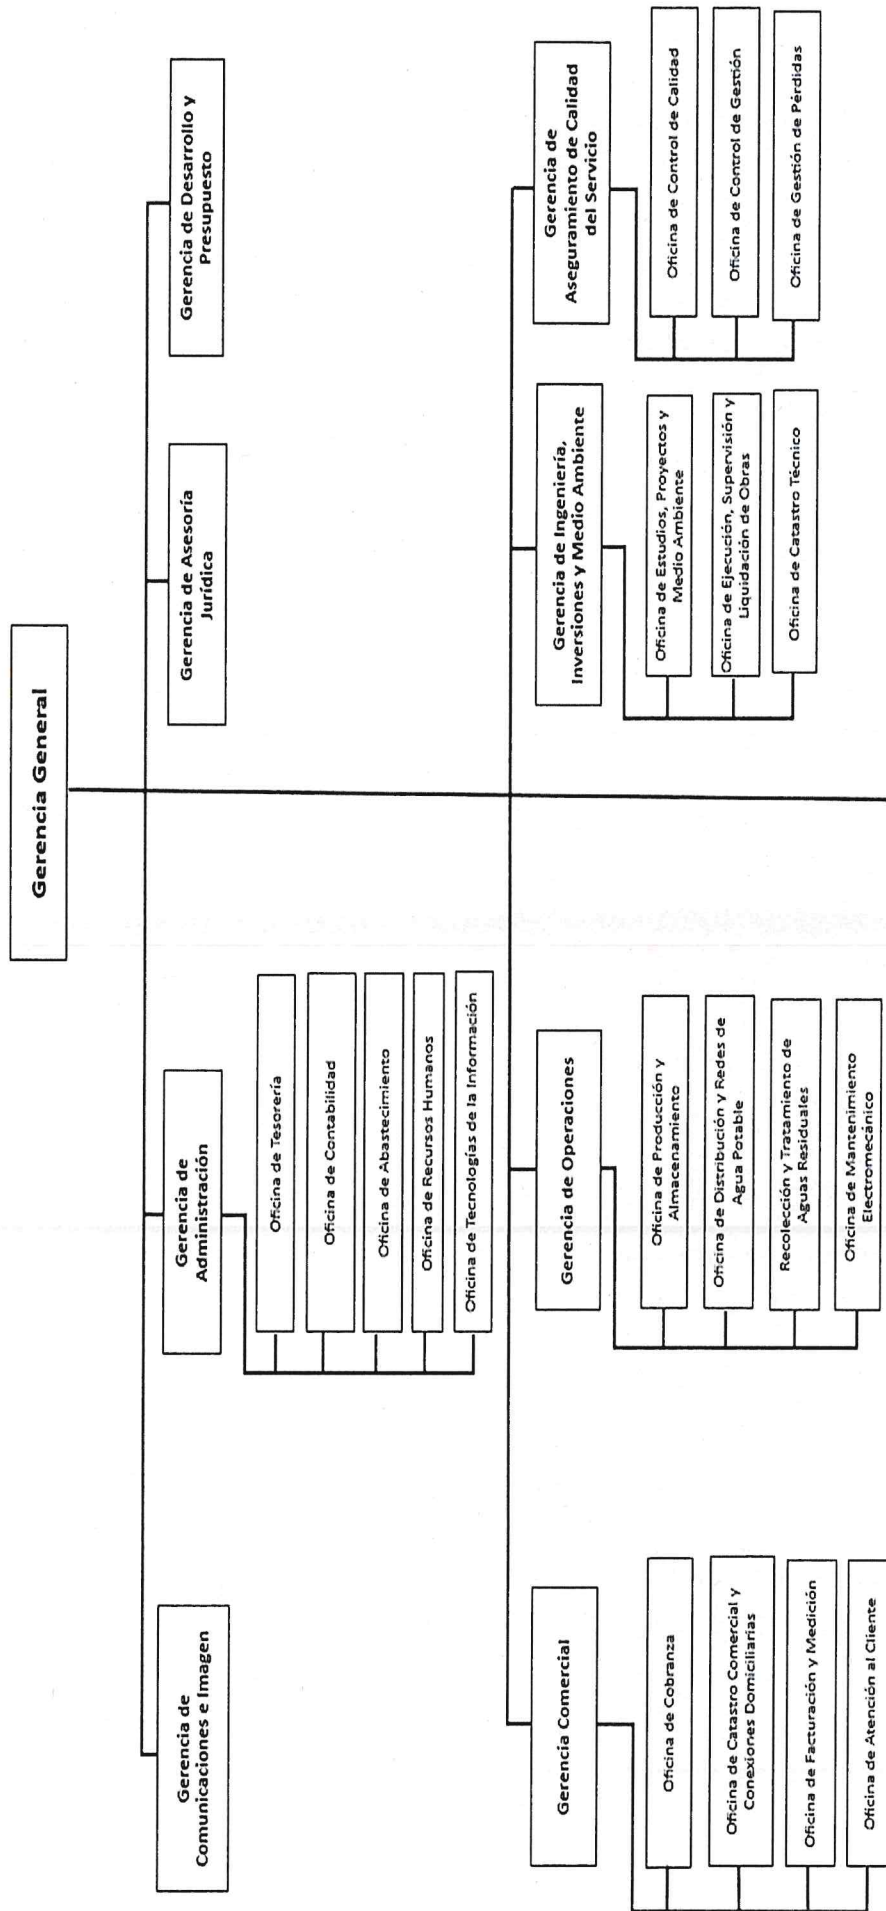 Gerencia General
Gerencia de
Comunicaciones e Imagen
Gerencia de
Administración
Gerencia de Asesoría
Jurídica
Gerencia de Desarrollo y
Presupuesto
Oficina de Tesorería
Oficina de Contabilidad
Oficina de Abastecimiento
Oficina de Recursos Humanos
Oficina de Tecnologías de la Información
Gerencia Comercial
Oficina de Cobranza
Oficina de Catastro Comercial y
Conexiones Domiciliarias
Oficina de Facturación y Medición
Oficina de Atención al Cliente
Gerencia de Operaciones
Oficina de Producción y
Almacenamiento
Oficina de Distribución y Redes de
Agua Potable
Recolección y Tratamiento de
Aguas Residuales
Oficina de Mantenimiento
Electromecánico
Gerencia de Ingeniería,
Inversiones y Medio Ambiente
Oficina de Estudios, Proyectos y
Medio Ambiente
Oficina de Ejecución, Supervisión y
Liquidación de Obras
Oficina de Catastro Técnico
Gerencia de
Aseguramiento de Calidad
del Servicio
Oficina de Control de Calidad
Oficina de Control de Gestión
Oficina de Gestión de Pérdidas